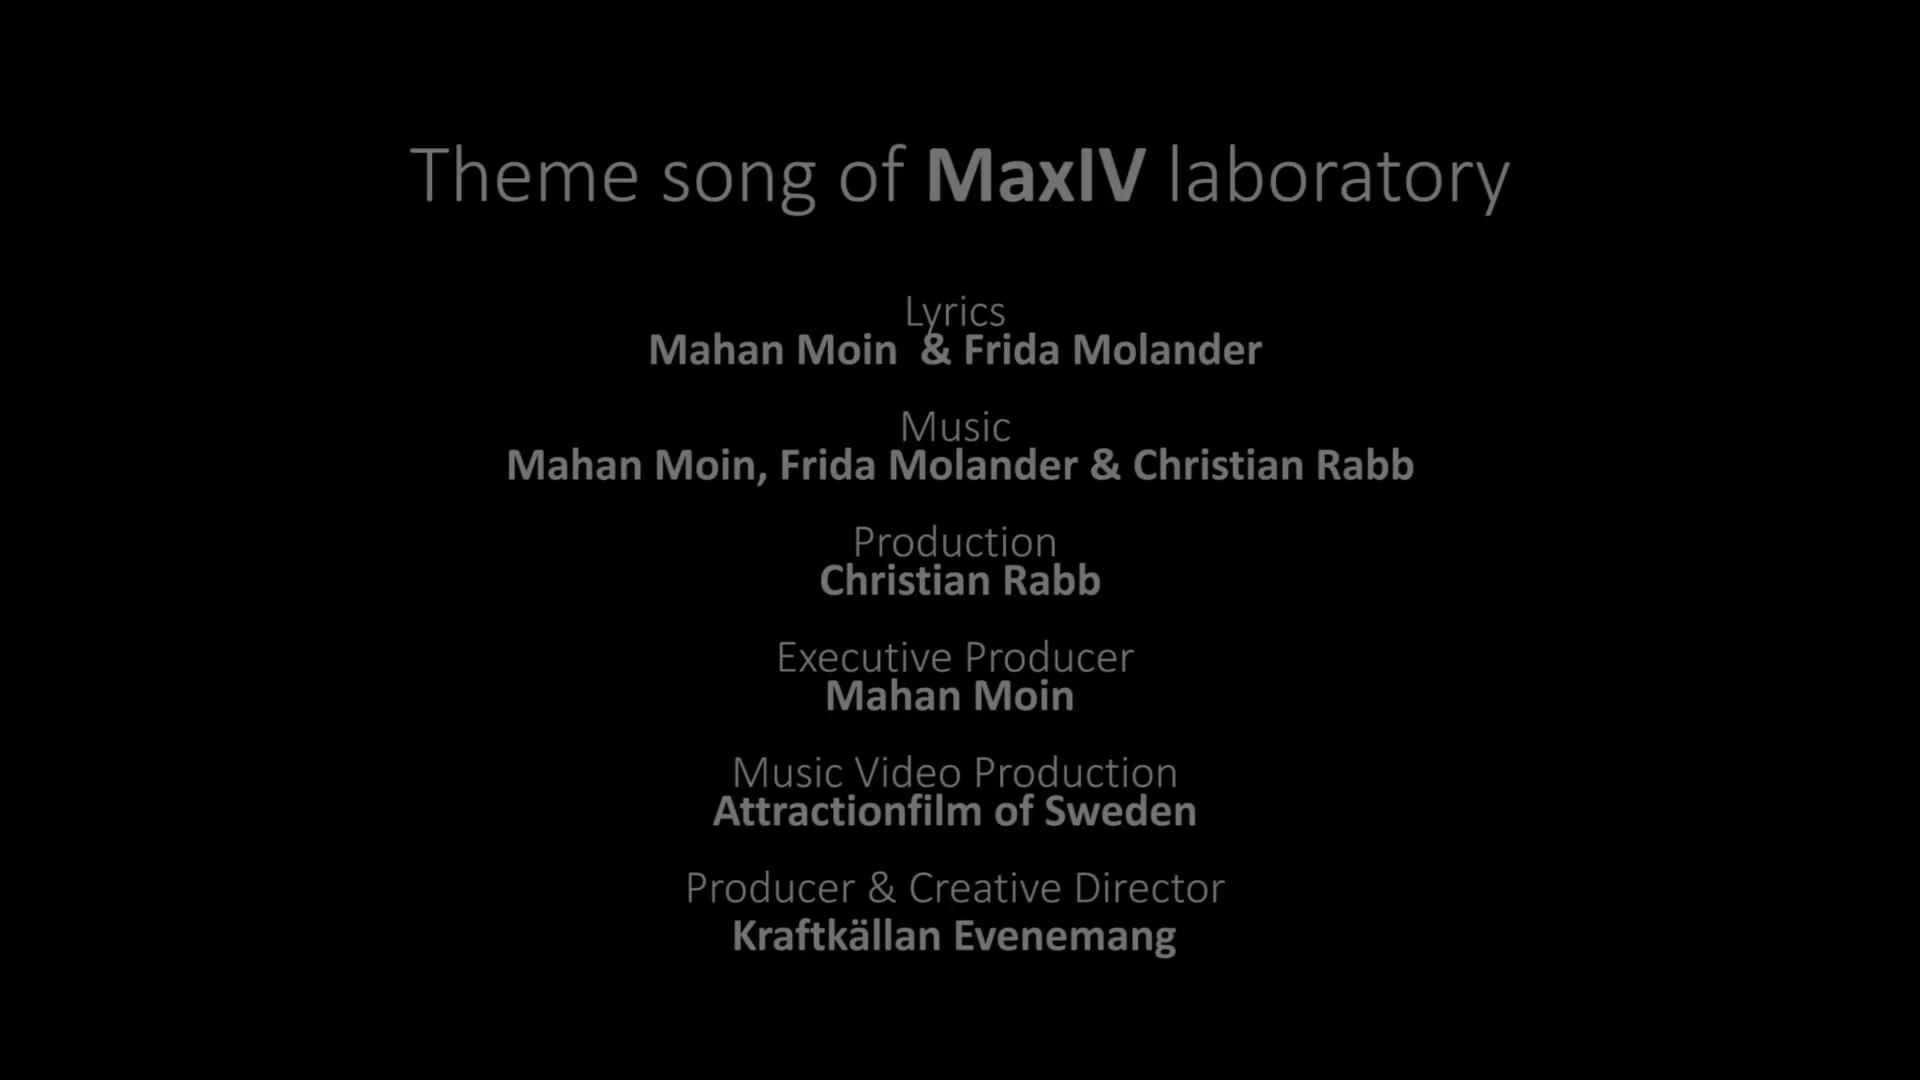 Theme song of MaxIV laboratory
Lyrics
Mahan Moin & Frida Molander
Music
Mahan Moin, Frida Molander & Christian Rabb
Production
Christian Rabb
Executive Producer
Mahan Moin
Music Video Production
Attractionfilm of Sweden
Producer & Creative Director
Kraftkällan Evenemang